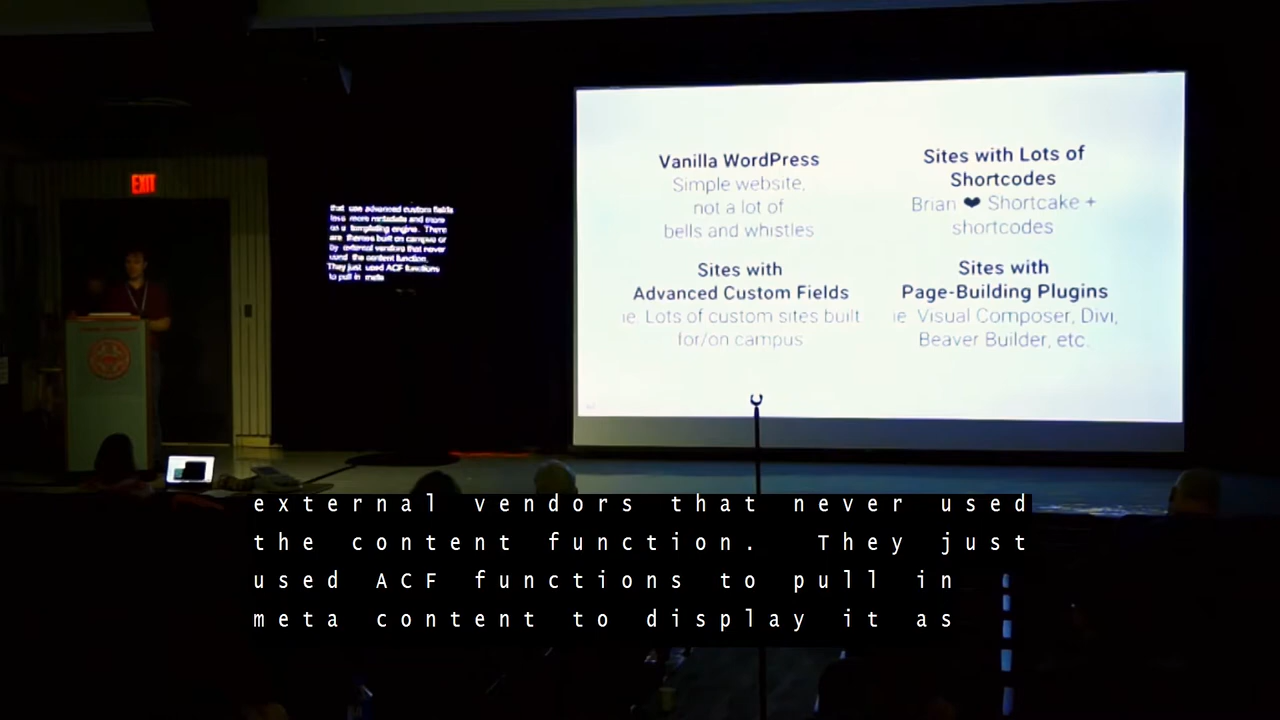 EXIT
that use advanced custom fields
less more metadata and more
as a templating engine. There
are themes built on campus or
by external vendors that never
used the content function.
They just used ACF functions
to pull in meta
Vanilla WordPress
Simple website,
not a lot of
bells and whistles
Sites with Lots of
Shortcodes
Brian ❤ Shortcake +
shortcodes
Sites with
Advanced Custom Fields
ie. Lots of custom sites built
for/on campus
Sites with
Page-Building Plugins
ie. Visual Composer, Divi,
Beaver Builder, etc.
external vendors that never used
the content function. They just
used ACF functions to pull in
meta content to display it as